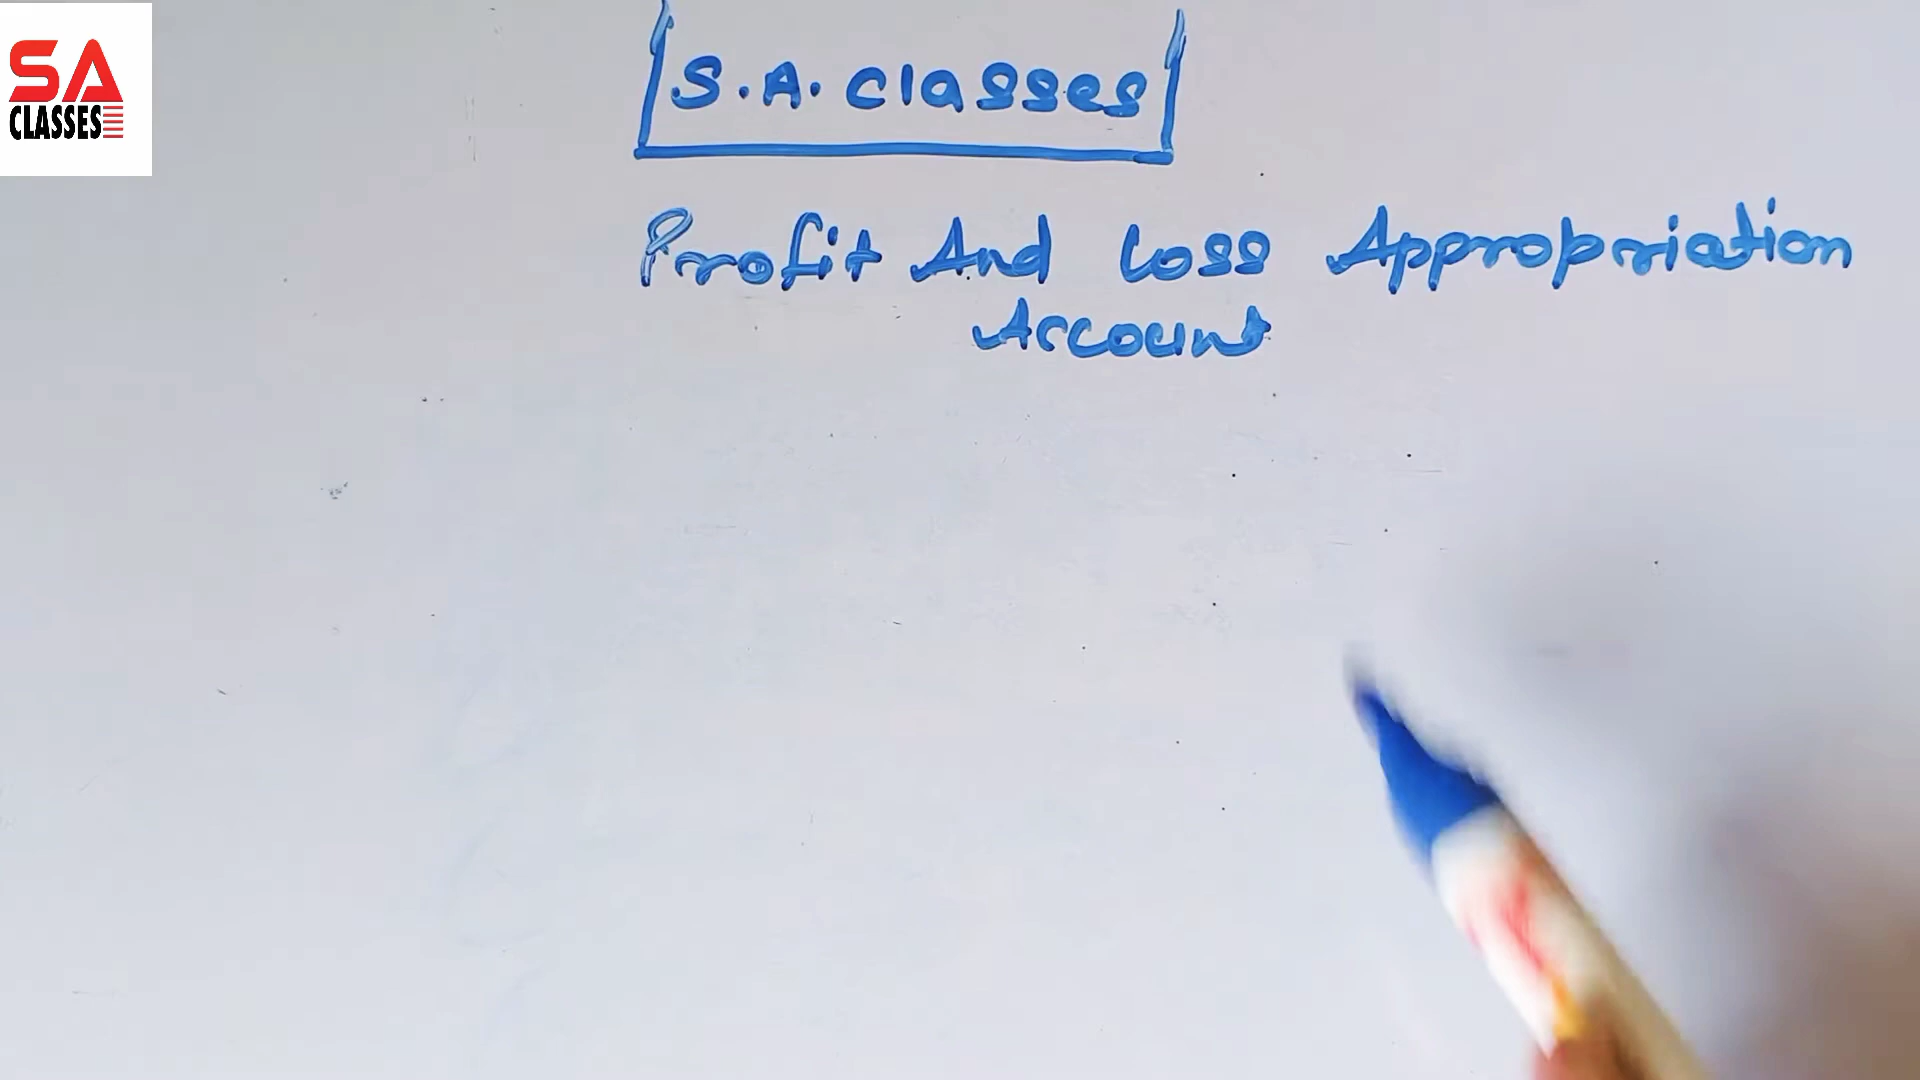 SA
CLASSES
S.A. classes
Profit And Loss Appropriation
Account